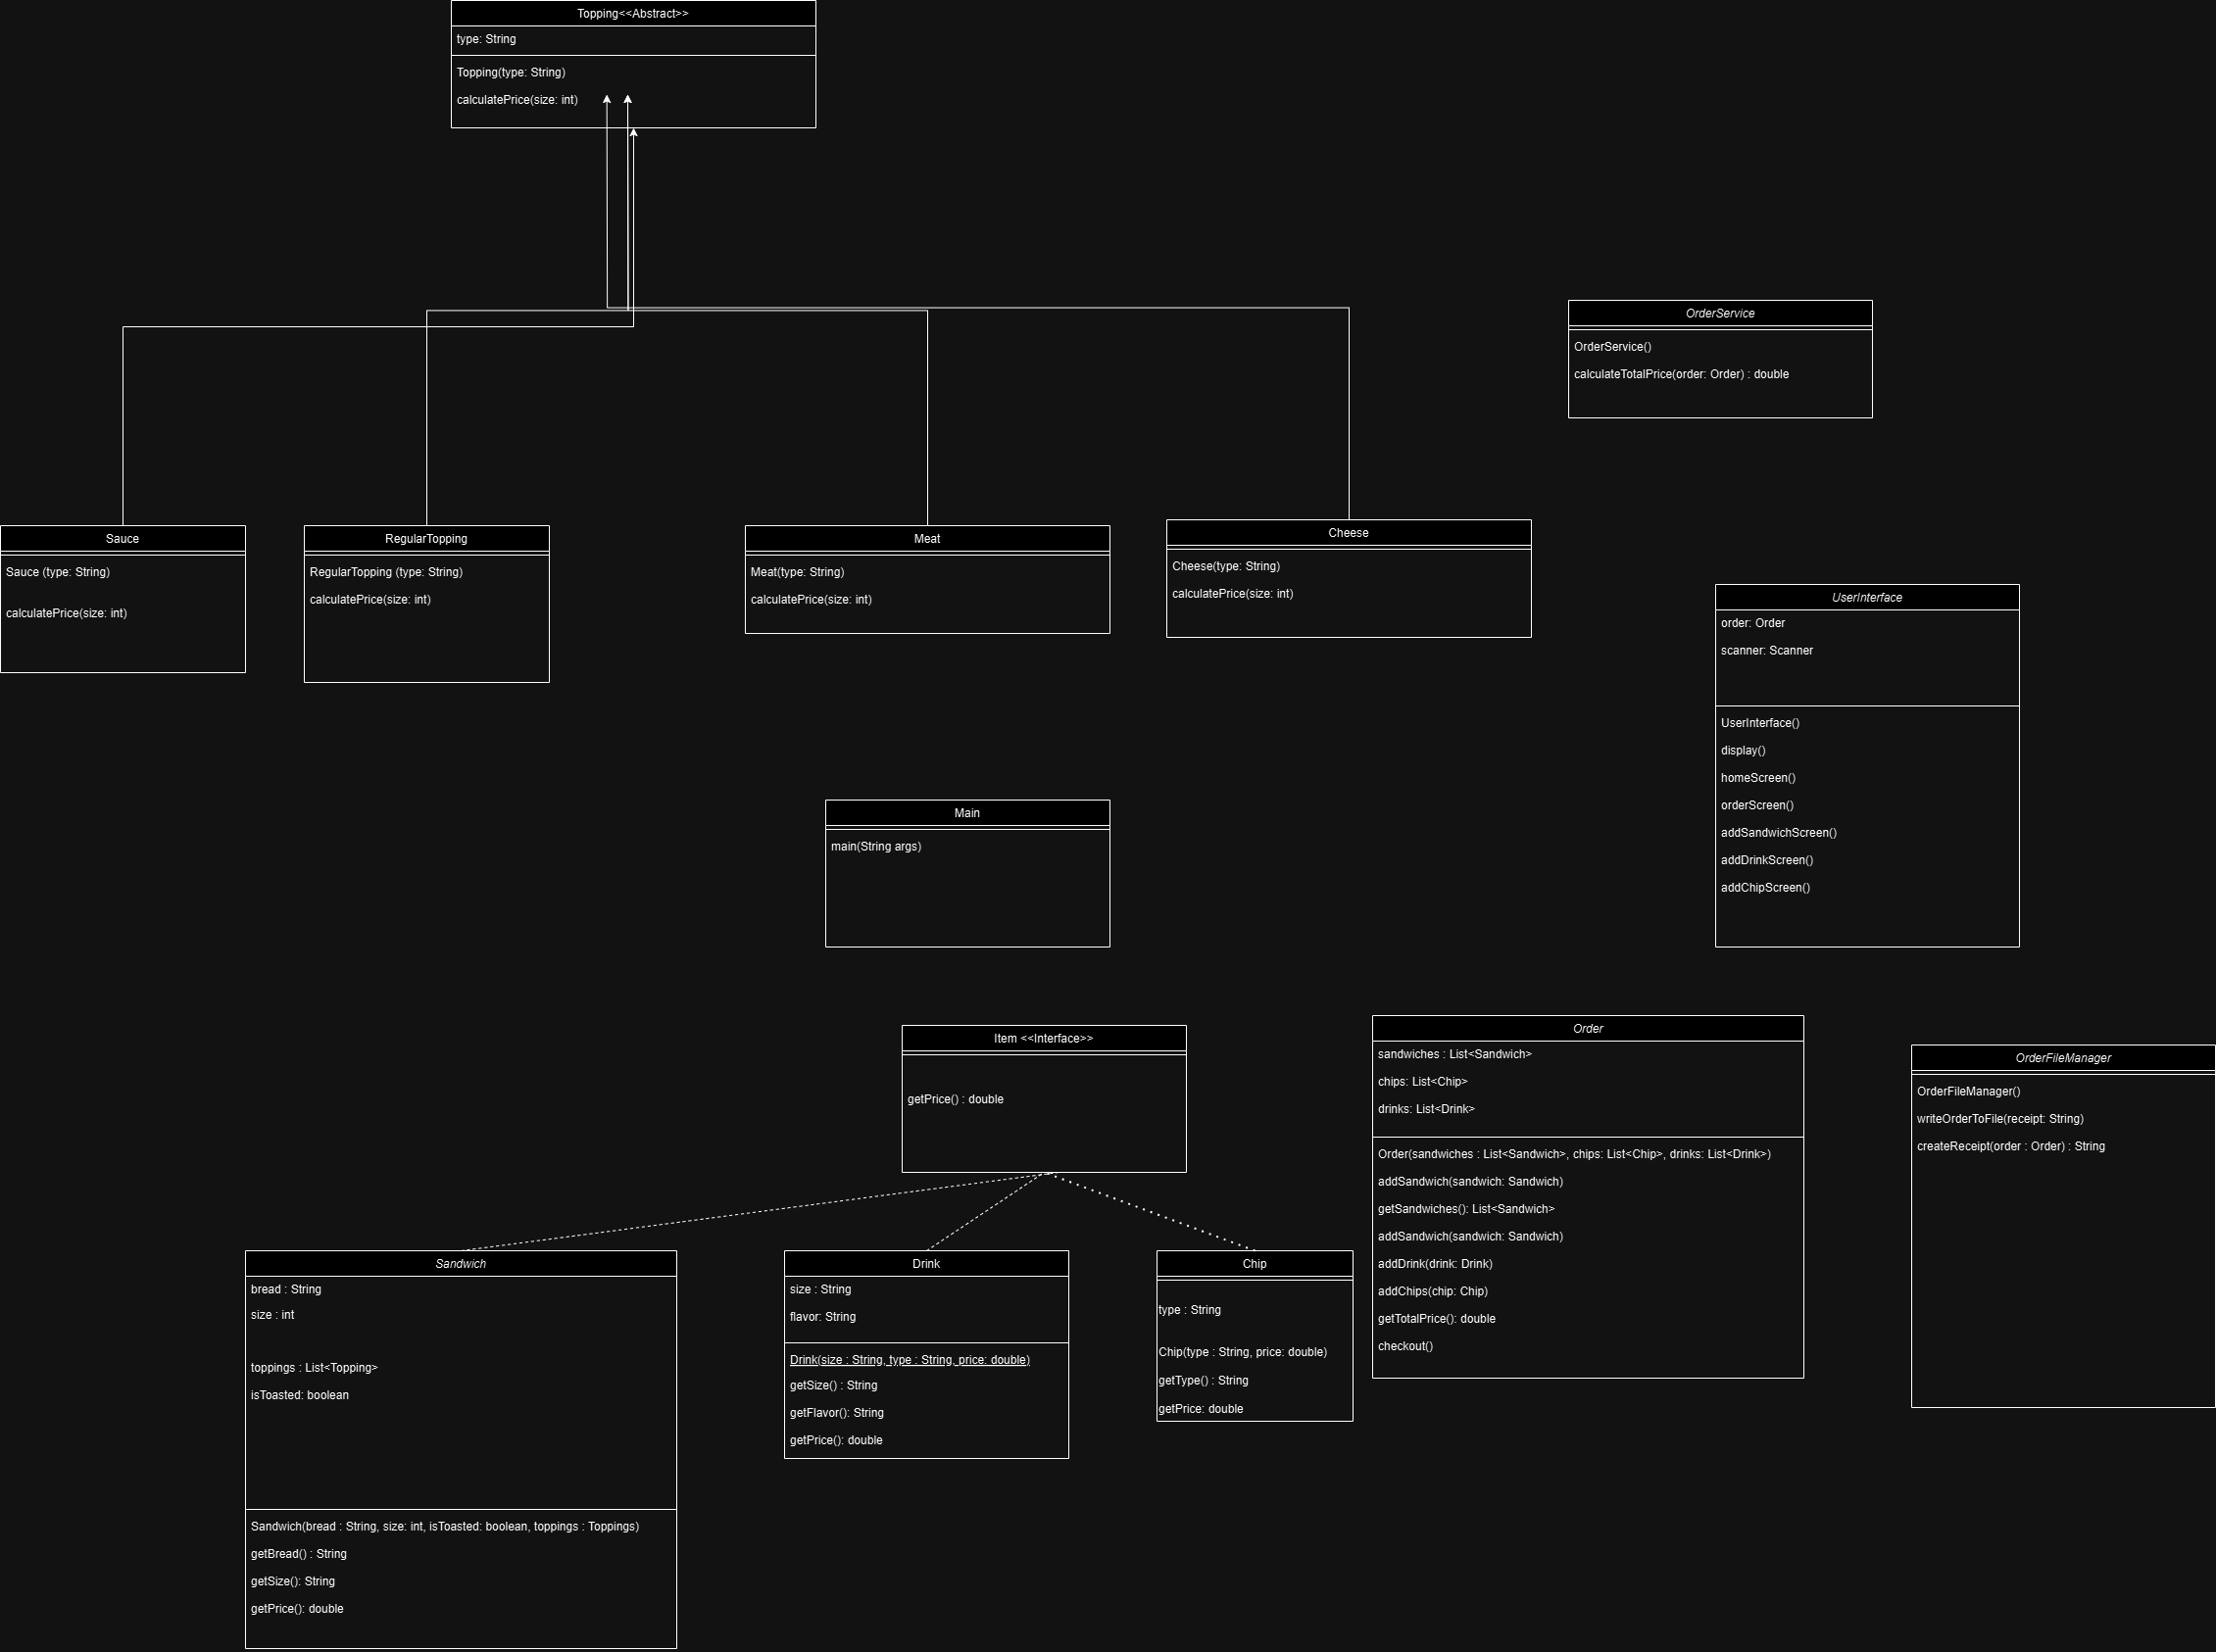 Topping<<Abstract>>
type: String
Topping(type: String)
calculatePrice(size: int)
OrderService
OrderService()
calculateTotalPrice(order: Order) : double
Sauce
Sauce (type: String)
calculatePrice(size: int)
RegularTopping
RegularTopping (type: String)
calculatePrice(size: int)
Meat
Meat(type: String)
calculatePrice(size: int)
Cheese
Cheese(type: String)
calculatePrice(size: int)
UserInterface
order: Order
scanner: Scanner
UserInterface()
display()
homeScreen()
orderScreen()
addSandwichScreen()
addDrinkScreen()
addChipScreen()
Main
main(String args)
Item <<Interface>>
getPrice() : double
Order
sandwiches : List<Sandwich>
chips: List<Chip>
drinks: List<Drink>
Order(sandwiches : List<Sandwich>, chips: List<Chip>, drinks: List<Drink>)
addSandwich(sandwich: Sandwich)
getSandwiches(): List<Sandwich>
addSandwich(sandwich: Sandwich)
addDrink(drink: Drink)
addChips(chip: Chip)
getTotalPrice(): double
checkout()
OrderFileManager
OrderFileManager()
writeOrderToFile(receipt: String)
createReceipt(order : Order) : String
Sandwich
bread : String
size : int
toppings : List<Topping>
isToasted: boolean
Sandwich(bread : String, size: int, isToasted: boolean, toppings : Toppings)
getBread() : String
getSize(): String
getPrice(): double
Drink
size : String
flavor: String
Drink(size : String, type : String, price: double)
getSize() : String
getFlavor(): String
getPrice(): double
Chip
type : String
Chip(type : String, price: double)
getType() : String
getPrice: double